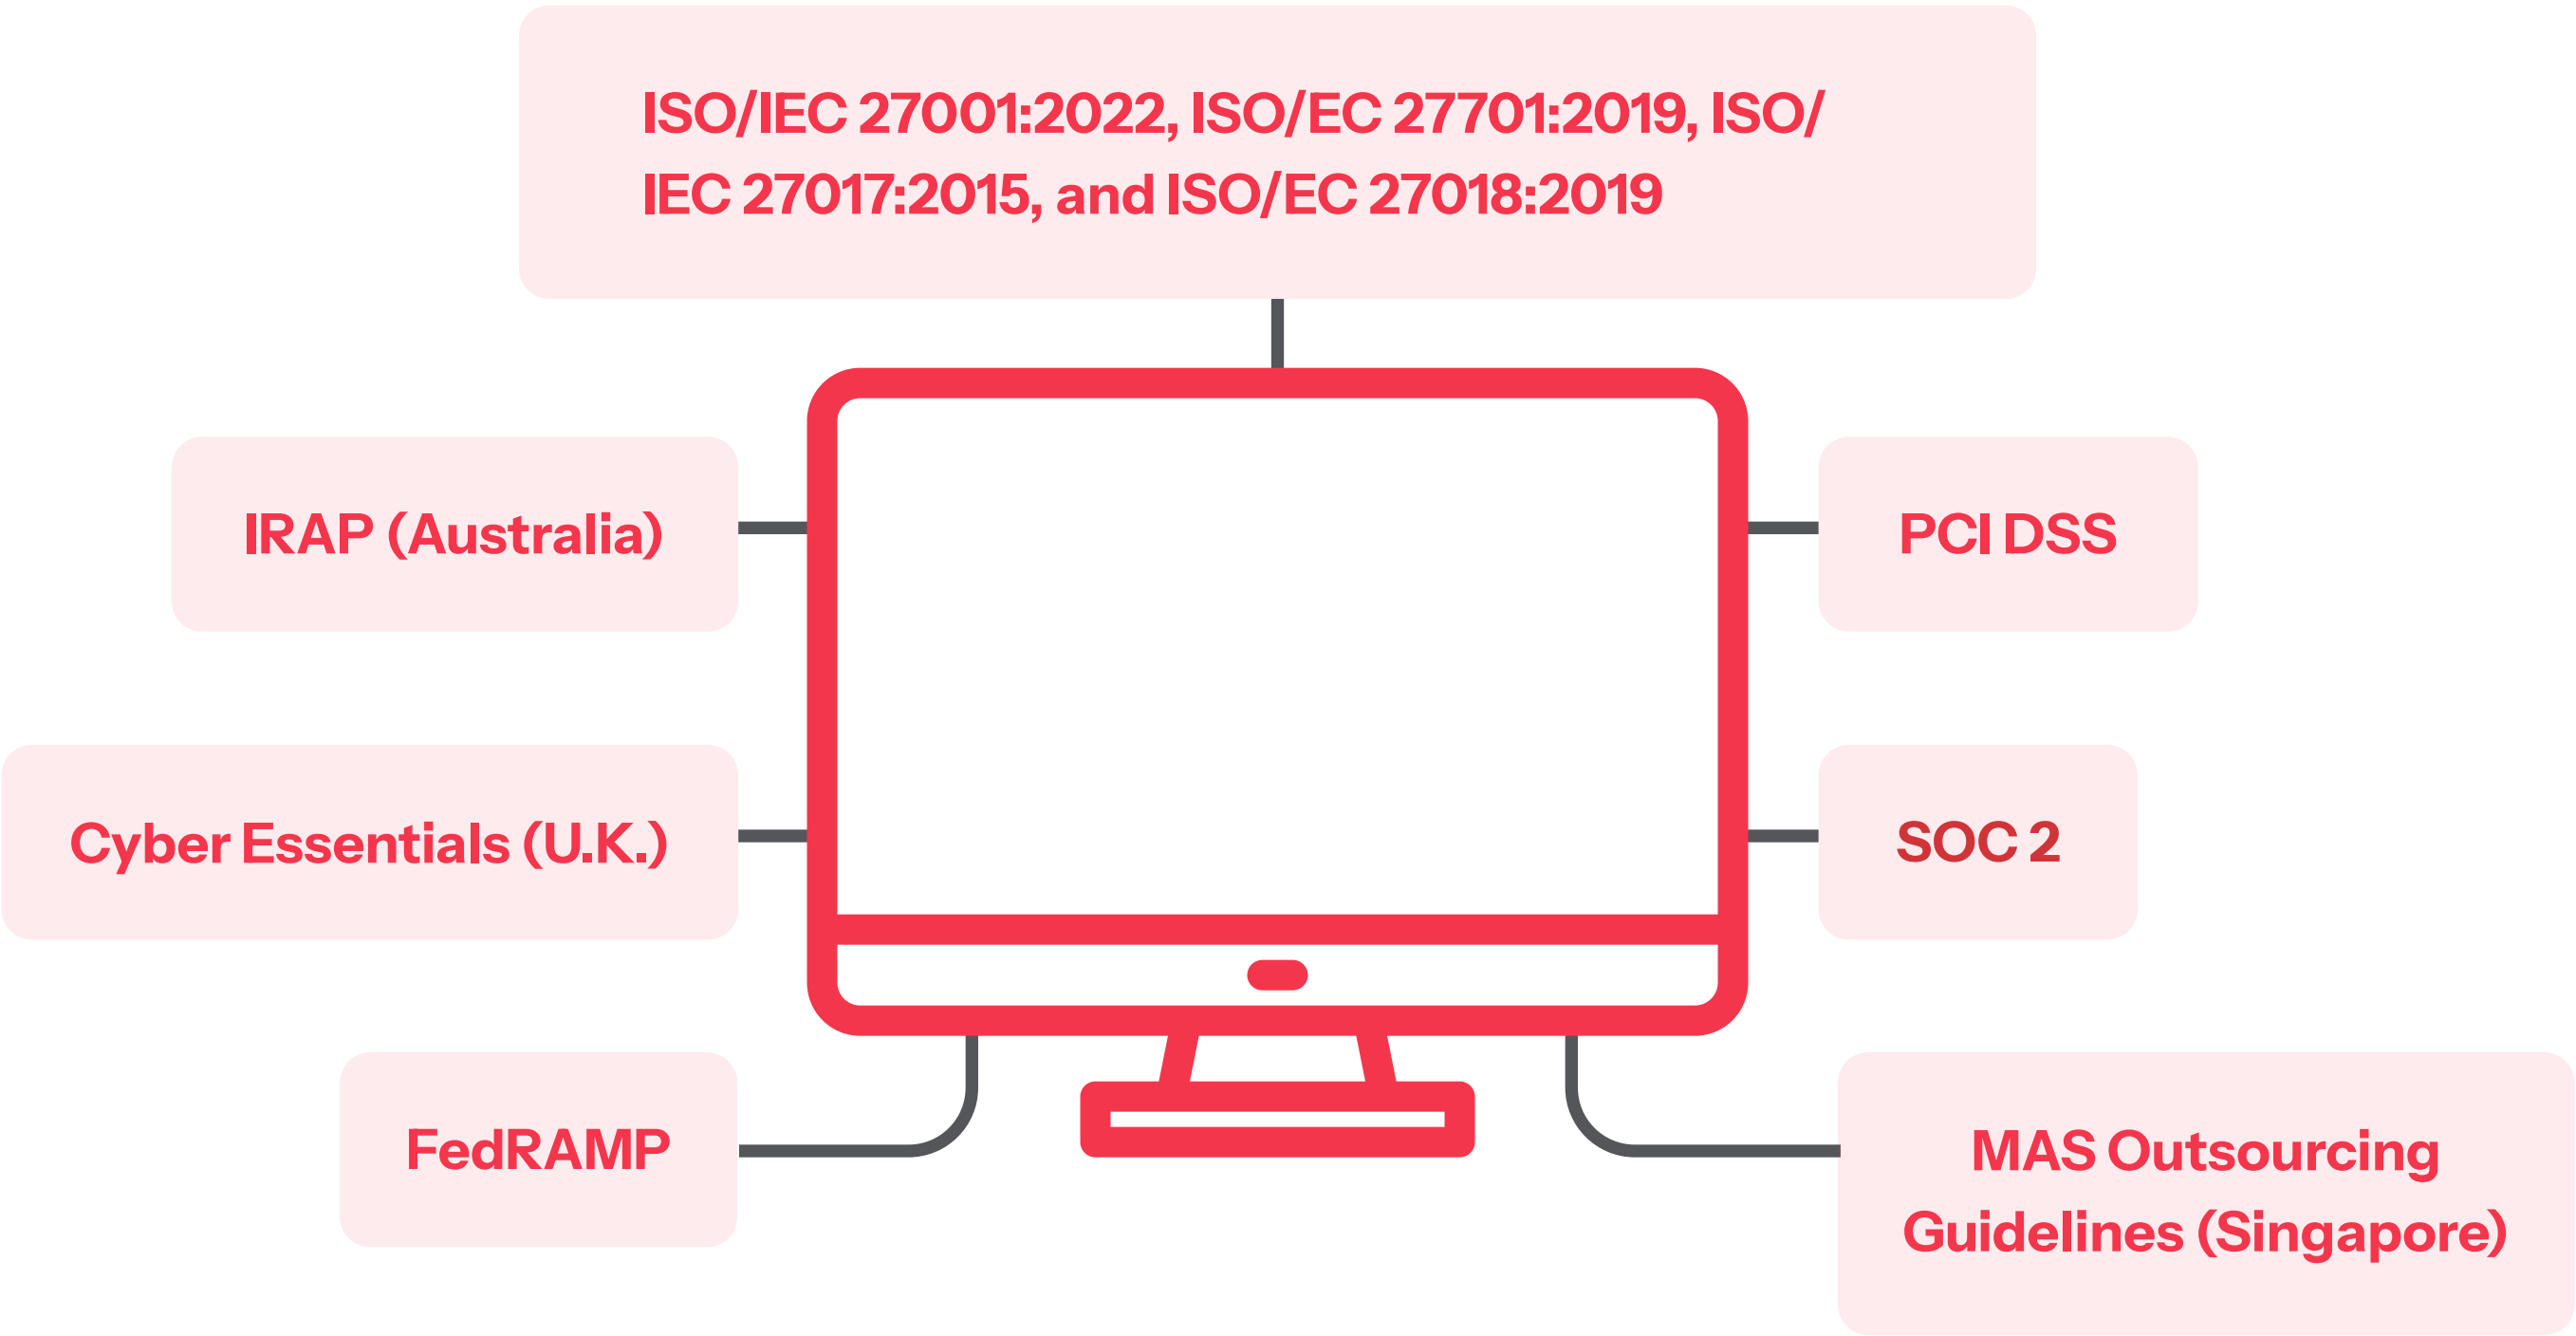 ISO/IEC 27001:2022, ISO/EC 27701:2019, ISO/
IEC 27017:2015, and ISO/EC 27018:2019
IRAP (Australia)
PCI DSS
Cyber Essentials (U.K.)
SOC 2
FedRAMP
MAS Outsourcing
Guidelines (Singapore)